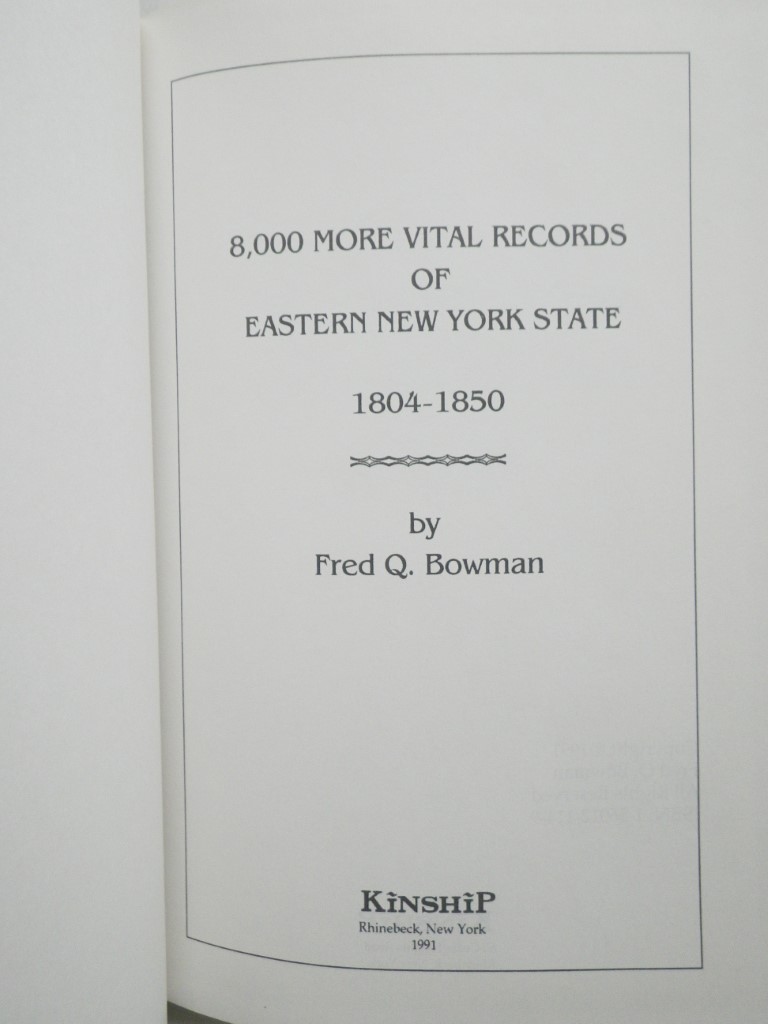 8,000 MORE VITAL RECORDS
OF
EASTERN NEW YORK STATE
1804-1850
by
Fred Q. Bowman
KINSHIP
Rhinebeck, New York
1991